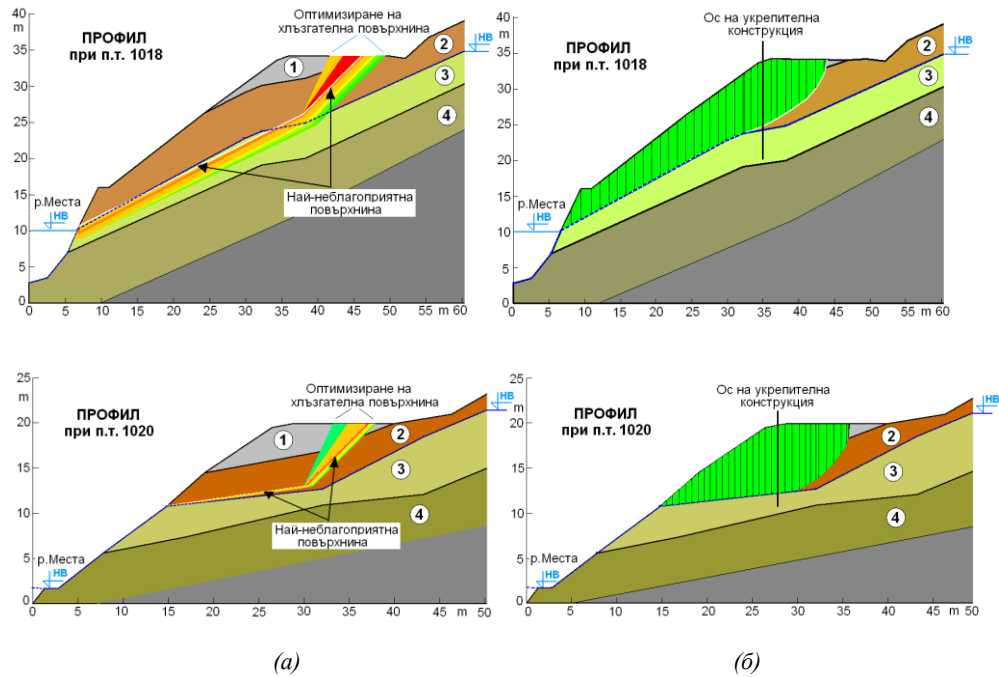 Оптимизиране на
хлъзгателна повърхнина
ПРОФИЛ
при п.т. 1018
40
m
35
30
25
20
15
10
5
0
НВ
1
2
3
4
Най-неблагоприятна
повърхнина
р.Места
НВ
0 5 10 15 20 25 30 35 40 45 50 55 m 60
Ос на укрепителна
конструкция
ПРОФИЛ
при п.т. 1018
40
m
35
30
25
20
15
10
5
0
НВ
2
3
4
р.Места
НВ
0 5 10 15 20 25 30 35 40 45 50 55 m 60
Оптимизиране на
хлъзгателна повърхнина
ПРОФИЛ
при п.т. 1020
25
m
20
15
10
5
0
НВ
1
2
3
4
Най-неблагоприятна
повърхнина
р.Места
НВ
0 5 10 15 20 25 30 35 40 45 m 50
Ос на укрепителна
конструкция
ПРОФИЛ
при п.т. 1020
25
m
20
15
10
5
0
НВ
2
3
4
р.Места
НВ
0 5 10 15 20 25 30 35 40 45 m 50
(а)
(б)